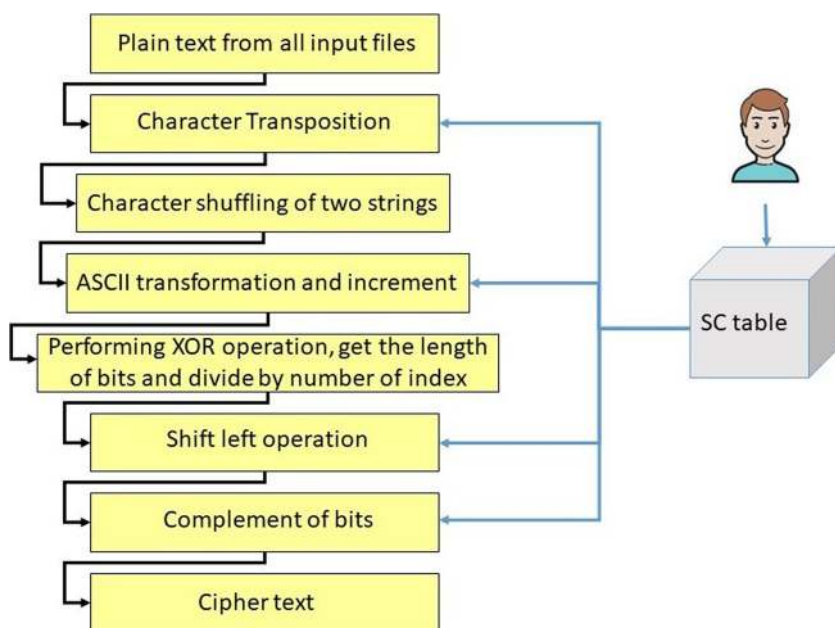 Plain text from all input files
Character Transposition
Character shuffling of two strings
ASCII transformation and increment
Performing XOR operation, get the length
of bits and divide by number of index
Shift left operation
Complement of bits
Cipher text
SC table